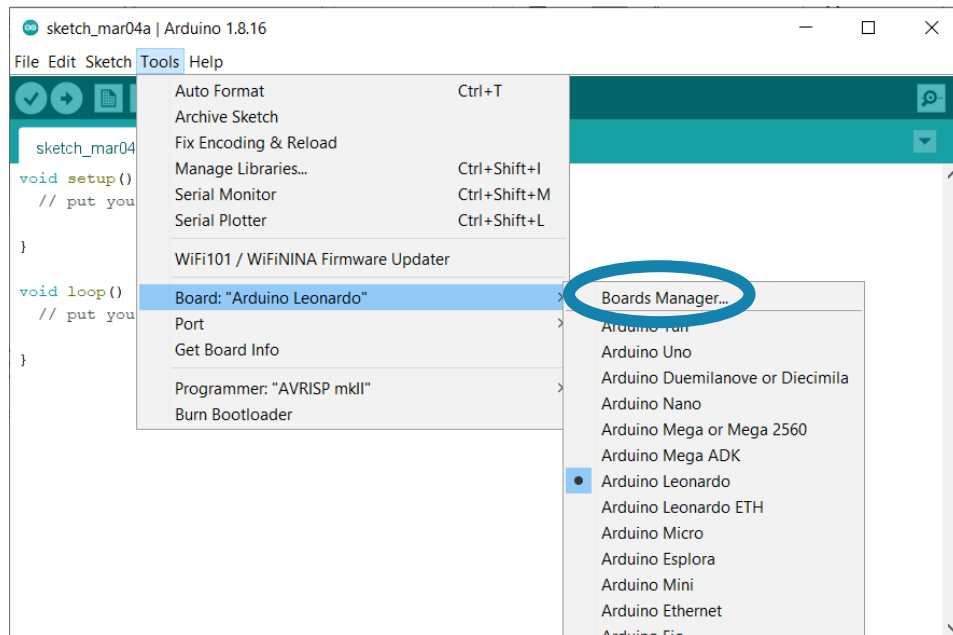 sketch_mar04a | Arduino 1.8.16
File Edit Sketch Tools Help
sketch_mar04
void setup()
// put you
}
void loop()
// put you
}
Auto Format Ctrl+T
Archive Sketch
Fix Encoding & Reload
Manage Libraries... Ctrl+Shift+I
Serial Monitor Ctrl+Shift+M
Serial Plotter Ctrl+Shift+L
WiFi101 / WiFiNINA Firmware Updater
Board: "Arduino Leonardo"
Port
Get Board Info
Programmer: "AVRISP mkII"
Burn Bootloader
Boards Manager...
Arduino Yún
Arduino Uno
Arduino Duemilanove or Diecimila
Arduino Nano
Arduino Mega or Mega 2560
Arduino Mega ADK
Arduino Leonardo
Arduino Leonardo ETH
Arduino Micro
Arduino Esplora
Arduino Mini
Arduino Ethernet
Arduino Fio